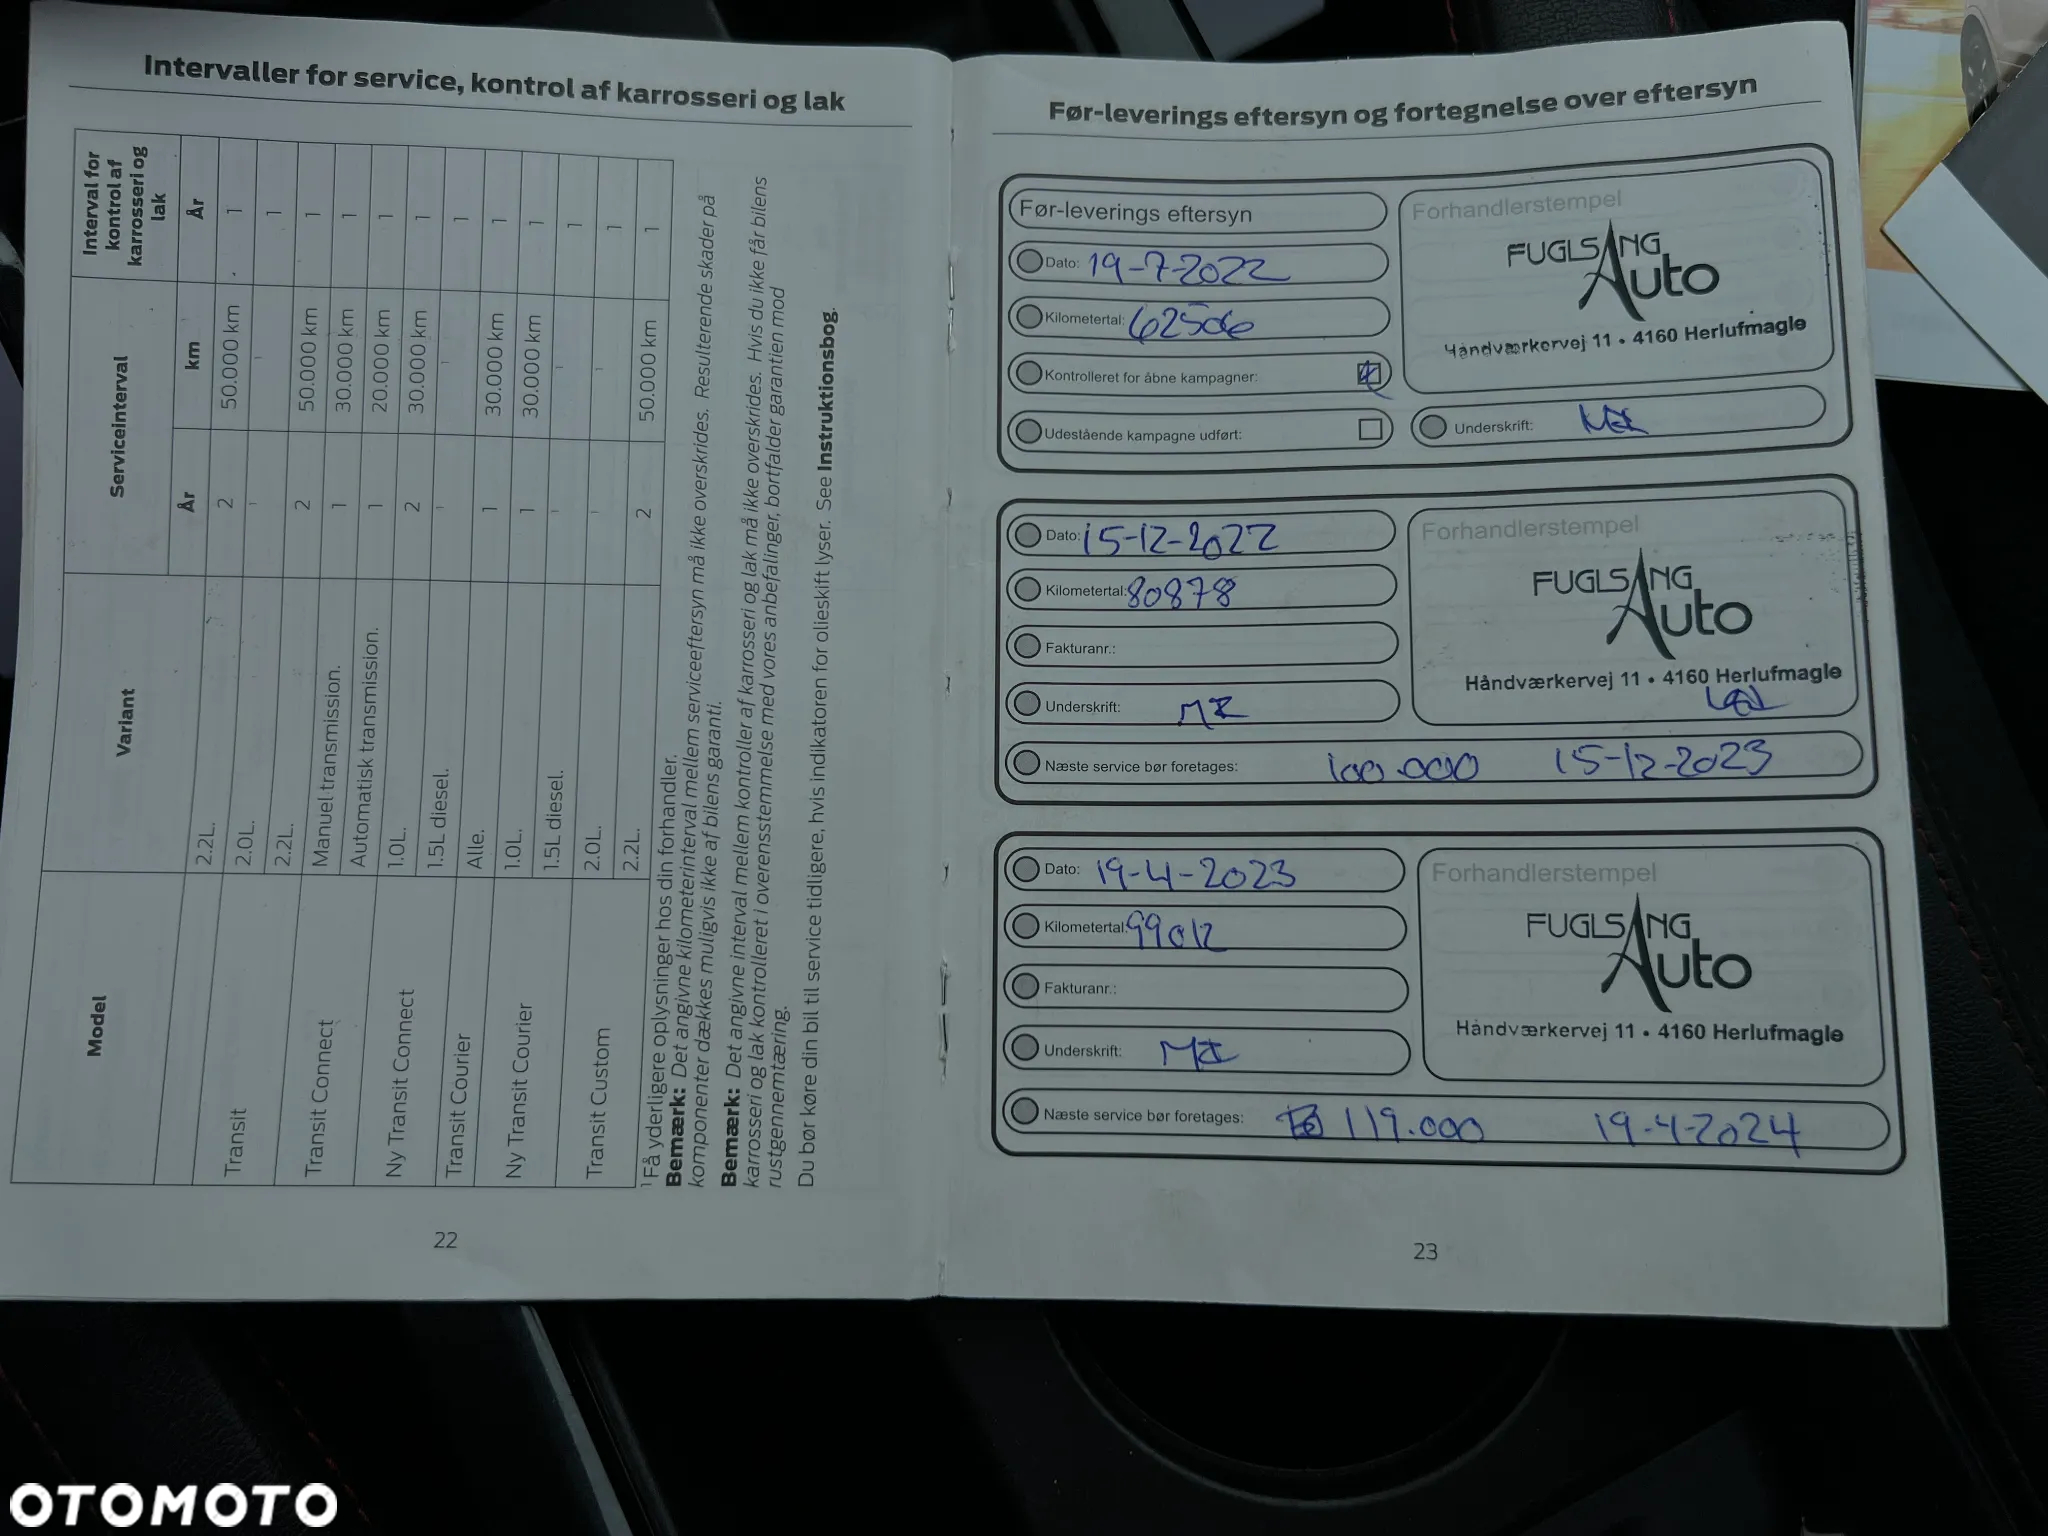 Intervaller for service, kontrol af karrosseri og lak
Model
Variant
Serviceinterval
Interval for kontrol af karrosseri og lak
År
km
År
2.2L. 2 50.000 km 1
Transit
2.0L. - - 1
2.2L. 2 50.000 km 1
Transit Connect
Manuel transmission. 1 30.000 km 1
Automatisk transmission. 1 20.000 km 1
Ny Transit Connect
1.0L. 2 30.000 km 1
1.5L diesel. - - 1
Transit Courier
Alle. 1 30.000 km 1
Ny Transit Courier
1.0L. 1 30.000 km 1
1.5L diesel. - - 1
Transit Custom
2.0L. - - 1
2.2L. 2 50.000 km 1
1 Få yderligere oplysninger hos din forhandler.
Bemærk: Det angivne kilometerinterval mellem serviceeftersyn må ikke overskrides. Resulterende skader på
komponenter dækkes muligvis ikke af bilens garanti.
Bemærk: Det angivne interval mellem kontroller af karrosseri og lak må ikke overskrides. Hvis du ikke får bilens
karrosseri og lak kontrolleret i overensstemmelse med vores anbefalinger, bortfalder garantien mod
rustgennemtæring.
Du bør køre din bil til service tidligere, hvis indikatoren for olieskift lyser. See Instruktionsbog.
22
Før-leverings eftersyn og fortegnelse over eftersyn
Før-leverings eftersyn
Dato: 19-7-2022
Kilometertal: 62506
Kontrolleret for åbne kampagner:
Udestående kampagne udført:
Forhandlerstempel
FUGLSANG
Auto
Håndværkervej 11 • 4160 Herlufmagle
Underskrift:
Dato: 15-12-2022
Kilometertal: 80878
Fakturanr.:
Underskrift:
Forhandlerstempel
FUGLSANG
Auto
Håndværkervej 11 • 4160 Herlufmagle
Næste service bør foretages: 100.000 15-12-2023
Dato: 19-4-2023
Kilometertal: 99012
Fakturanr.:
Underskrift:
Forhandlerstempel
FUGLSANG
Auto
Håndværkervej 11 • 4160 Herlufmagle
Næste service bør foretages: 119.000 19-4-2024
23
OTOMOTO